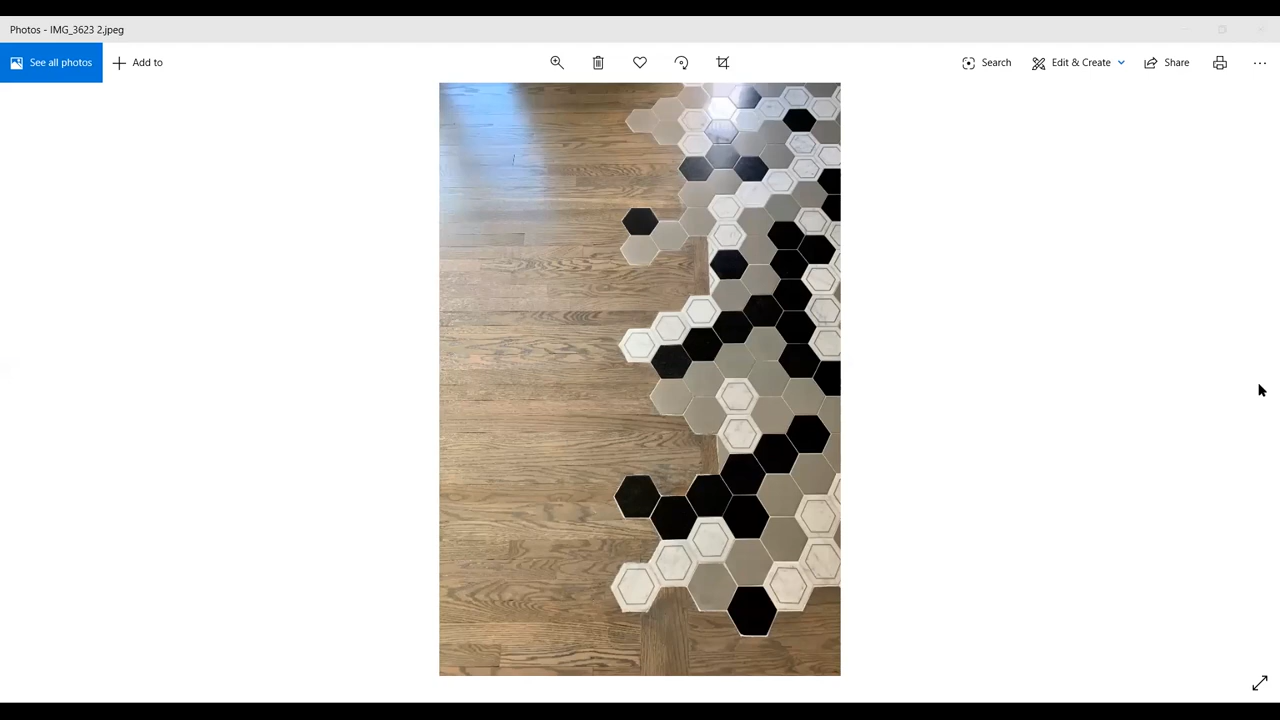 Photos - IMG_3623 2.jpeg
See all photos
Add to
Search
Edit & Create
Share